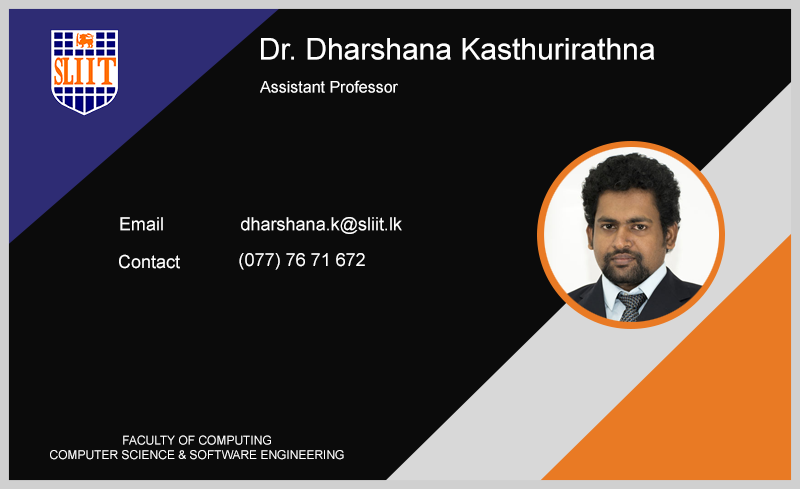 SLIIT
Dr. Dharshana Kasthurirathna
Assistant Professor
Email dharshana.k@sliit.lk
Contact (077) 76 71 672
FACULTY OF COMPUTING
COMPUTER SCIENCE & SOFTWARE ENGINEERING